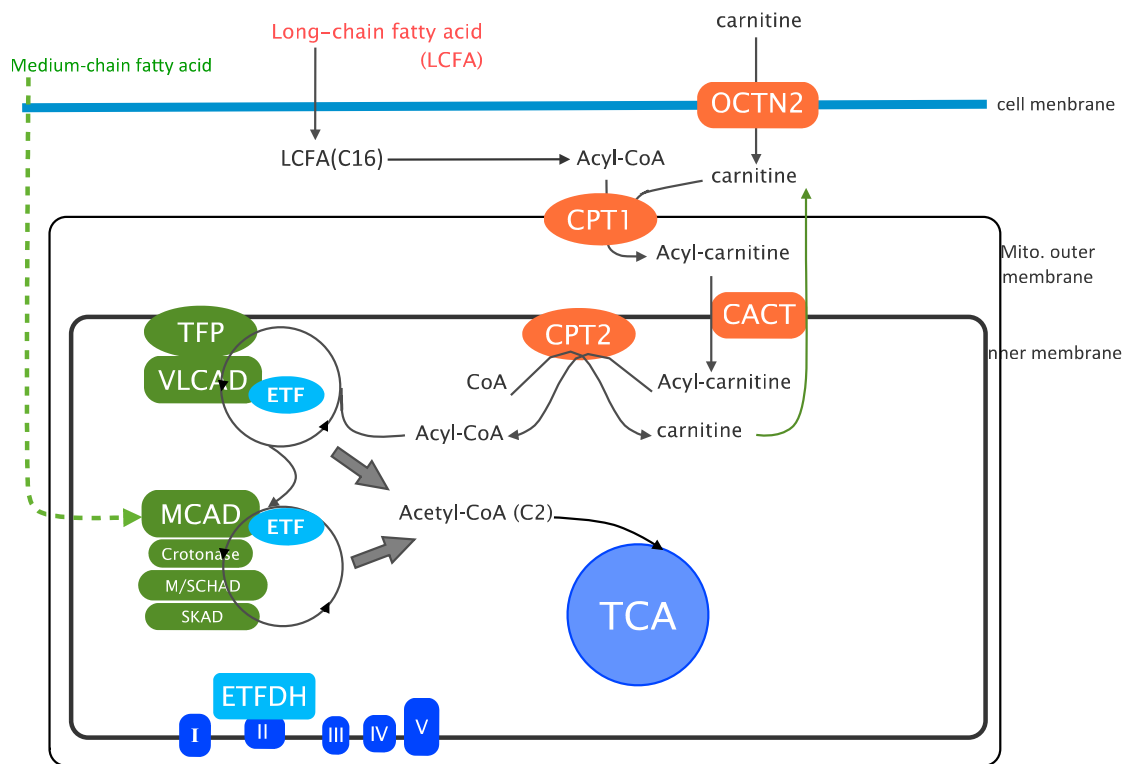 carnitine
Long-chain fatty acid
(LCFA)
Medium-chain fatty acid
OCTN2
cell menbrane
LCFA(C16)
Acyl-CoA
carnitine
CPT1
Acyl-carnitine
Mito. outer
membrane
CACT
TFP
CPT2
nner membrane
VLCAD
CoA
Acyl-carnitine
ETF
Acyl-CoA
carnitine
MCAD
ETF
Acetyl-CoA (C2)
Crotonase
M/SCHAD
SKAD
TCA
ETFDH
I
II
III
IV
V